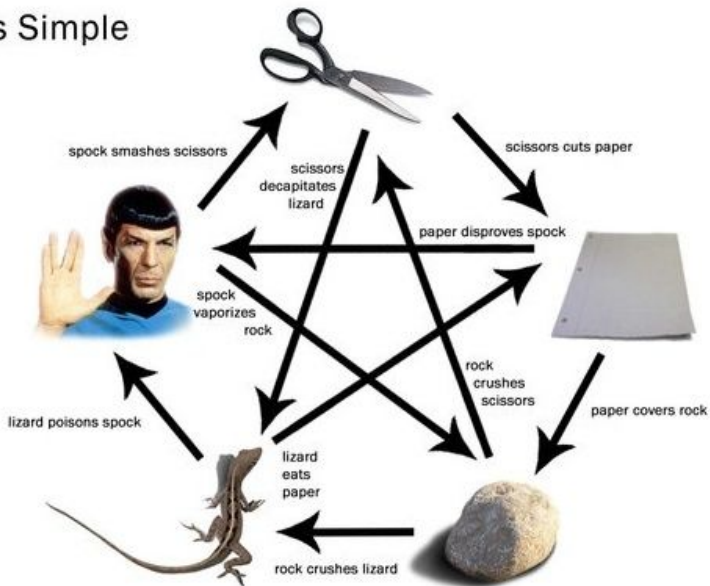 s Simple
spock smashes scissors
scissors cuts paper
scissors
decapitates
lizard
paper disproves spock
spock
vaporizes
rock
rock
crushes
scissors
paper covers rock
lizard poisons spock
lizard
eats
paper
rock crushes lizard